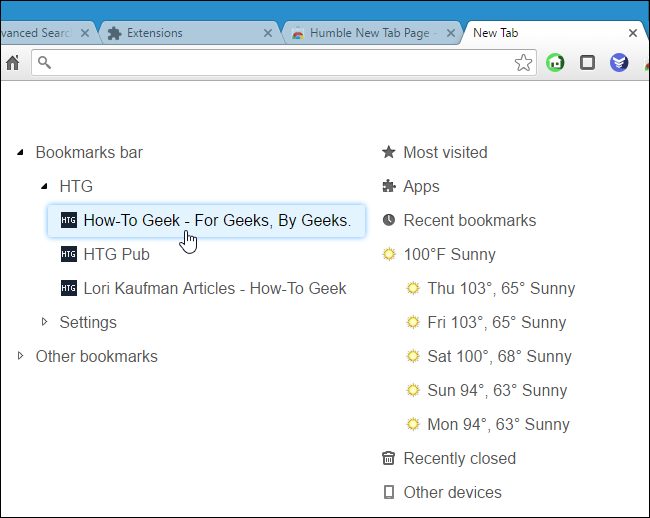 vanced Searc
Extensions
Humble New Tab Page -
New Tab
Bookmarks bar
HTG
HTG How-To Geek - For Geeks, By Geeks.
HTG HTG Pub
HTG Lori Kaufman Articles - How-To Geek
Settings
Other bookmarks
Most visited
Apps
Recent bookmarks
100°F Sunny
Thu 103°, 65° Sunny
Fri 103°, 65° Sunny
Sat 100°, 68° Sunny
Sun 94°, 63° Sunny
Mon 94°, 63° Sunny
Recently closed
Other devices